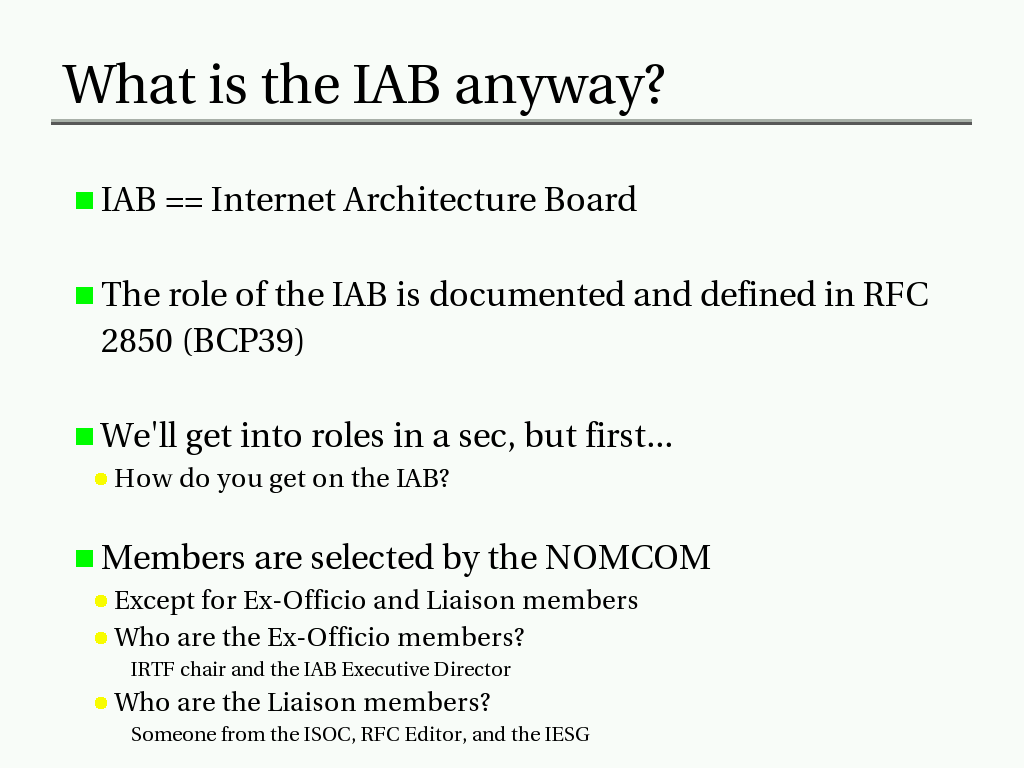 What is the IAB anyway?
IAB == Internet Architecture Board
The role of the IAB is documented and defined in RFC
2850 (BCP39)
We'll get into roles in a sec, but first...
How do you get on the IAB?
Members are selected by the NOMCOM
Except for Ex-Officio and Liaison members
Who are the Ex-Officio members?
IRTF chair and the IAB Executive Director
Who are the Liaison members?
Someone from the ISOC, RFC Editor, and the IESG